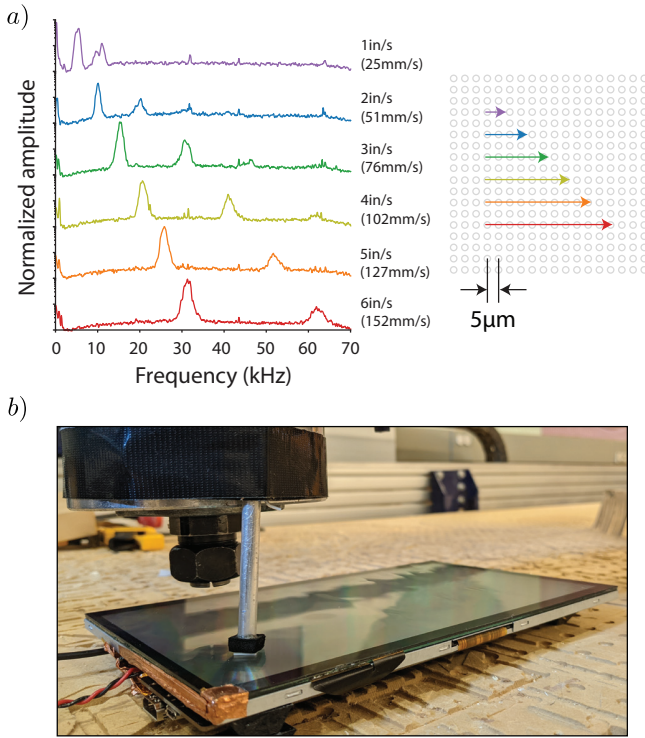 a)
Normalized amplitude
1in/s
(25mm/s)
2in/s
(51mm/s)
3in/s
(76mm/s)
4in/s
(102mm/s)
5in/s
(127mm/s)
6in/s
(152mm/s)
0 10 20 30 40 50 60 70
Frequency (kHz)
5μm
b)